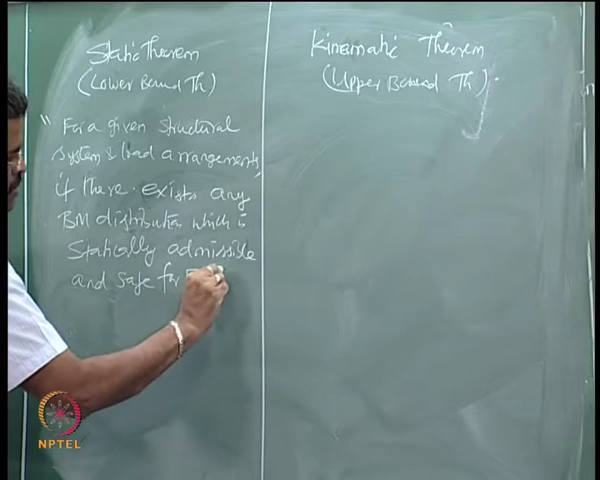 Static Theorem
(Lower Bound Th)
" For a given structural
system & load arrangements,
if there exists any
BM distribution which is
statically admissible
and safe for
Kinematic Theorem
(Upper Bound Th).
NPTEL